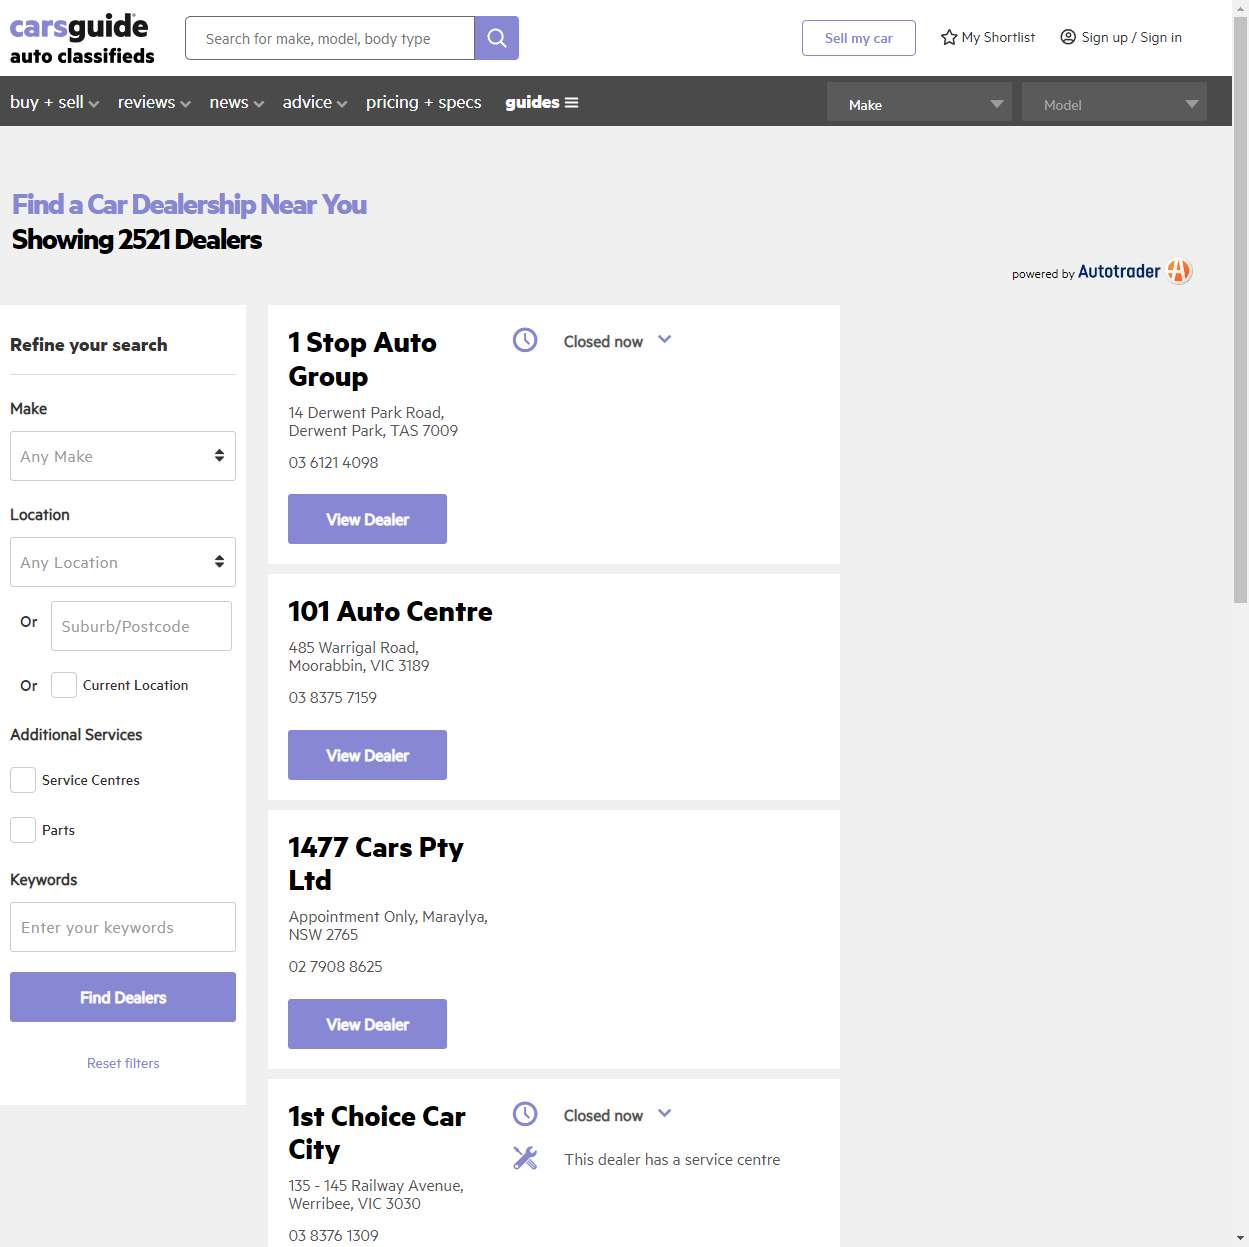 carsguide
auto classifieds
Search for make, model, body type
Sell my car
My Shortlist
Sign up / Sign in
buy + sell
reviews
news
advice
pricing + specs
guides
Make
Model
Find a Car Dealership Near You
Showing 2521 Dealers
powered by Autotrader
Refine your search
Make
Any Make
Location
Any Location
Or
Suburb/Postcode
Or
Current Location
Additional Services
Service Centres
Parts
Keywords
Enter your keywords
Find Dealers
Reset filters
1 Stop Auto
Group
14 Derwent Park Road,
Derwent Park, TAS 7009
03 6121 4098
View Dealer
Closed now
101 Auto Centre
485 Warrigal Road,
Moorabbin, VIC 3189
03 8375 7159
View Dealer
1477 Cars Pty
Ltd
Appointment Only, Maraylya,
NSW 2765
02 7908 8625
View Dealer
1st Choice Car
City
135 - 145 Railway Avenue,
Werribee, VIC 3030
03 8376 1309
Closed now
This dealer has a service centre